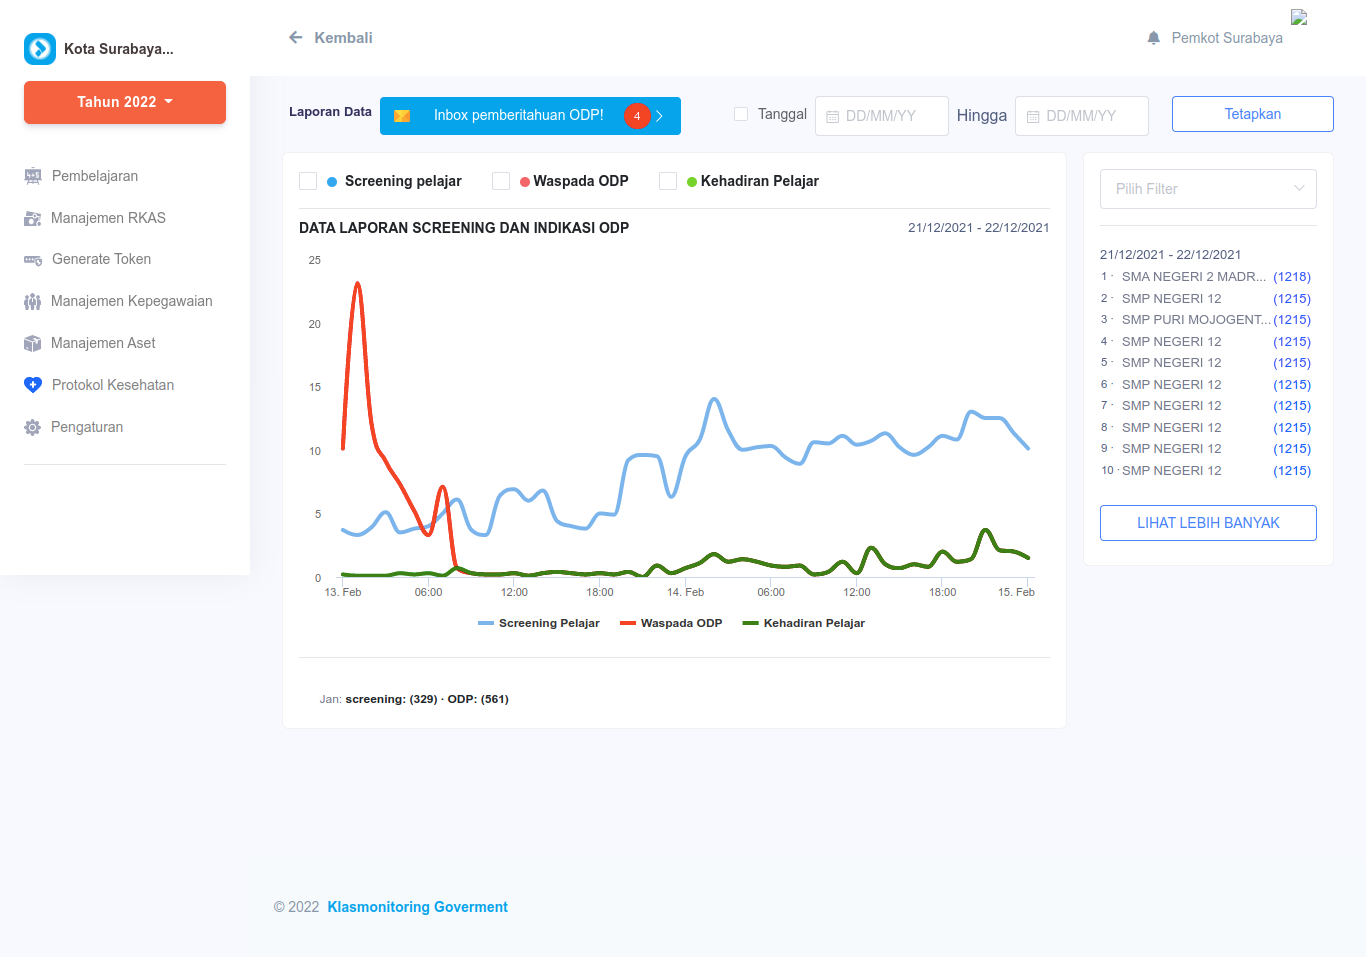 Kota Surabaya...
Tahun 2022
Pembelajaran
Manajemen RKAS
Generate Token
Manajemen Kepegawaian
Manajemen Aset
Protokol Kesehatan
Pengaturan
Kembali
Pemkot Surabaya
Laporan Data
Inbox pemberitahuan ODP! 4
Tanggal DD/MM/YY Hingga DD/MM/YY
Tetapkan
Screening pelajar Waspada ODP Kehadiran Pelajar
DATA LAPORAN SCREENING DAN INDIKASI ODP 21/12/2021 - 22/12/2021
25
20
15
10
5
0
13. Feb 06:00 12:00 18:00 14. Feb 06:00 12:00 18:00 15. Feb
Screening Pelajar Waspada ODP Kehadiran Pelajar
Jan: screening: (329) · ODP: (561)
Pilih Filter
21/12/2021 - 22/12/2021
1 · SMA NEGERI 2 MADR... (1218)
2 · SMP NEGERI 12 (1215)
3 · SMP PURI MOJOGENT... (1215)
4 · SMP NEGERI 12 (1215)
5 · SMP NEGERI 12 (1215)
6 · SMP NEGERI 12 (1215)
7 · SMP NEGERI 12 (1215)
8 · SMP NEGERI 12 (1215)
9 · SMP NEGERI 12 (1215)
10 · SMP NEGERI 12 (1215)
LIHAT LEBIH BANYAK
© 2022 Klasmonitoring Goverment